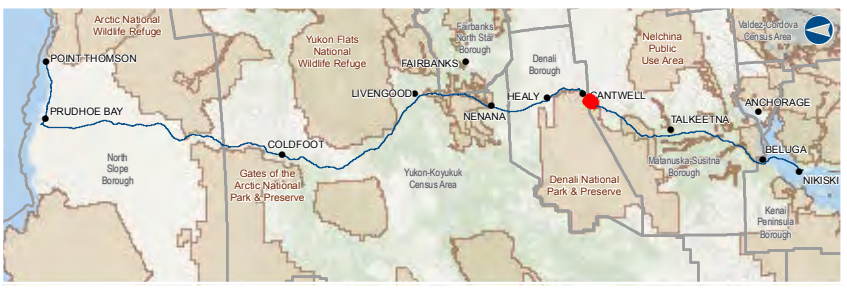 Arctic National
Wildlife Refuge
POINT THOMSON
PRUDHOE BAY
North
Slope
Borough
COLDFOOT
Gates of the
Arctic National
Park & Preserve
Yukon Flats
National
Wildlife Refuge
LIVENGOOD
FAIRBANKS
Fairbanks
North Star
Borough
NENANA
Yukon-Koyukuk
Census Area
Denali
Borough
HEALY
CANTWELL
Denali National
Park & Preserve
Nelchina
Public
Use Area
TALKEETNA
Matanuska-Susitna
Borough
Valdez-Cordova
Census Area
ANCHORAGE
BELUGA
NIKISKI
Kenai
Peninsula
Borough